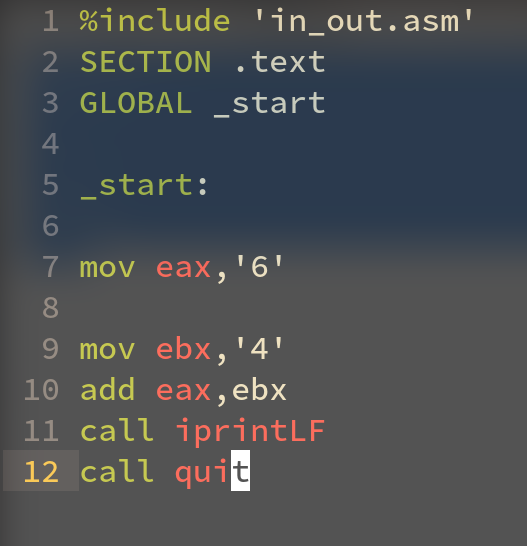 1 %include 'in_out.asm'
2 SECTION .text
3 GLOBAL _start
4
5 _start:
6
7 mov eax,'6'
8
9 mov ebx,'4'
10 add eax,ebx
11 call iprintLF
12 call quit